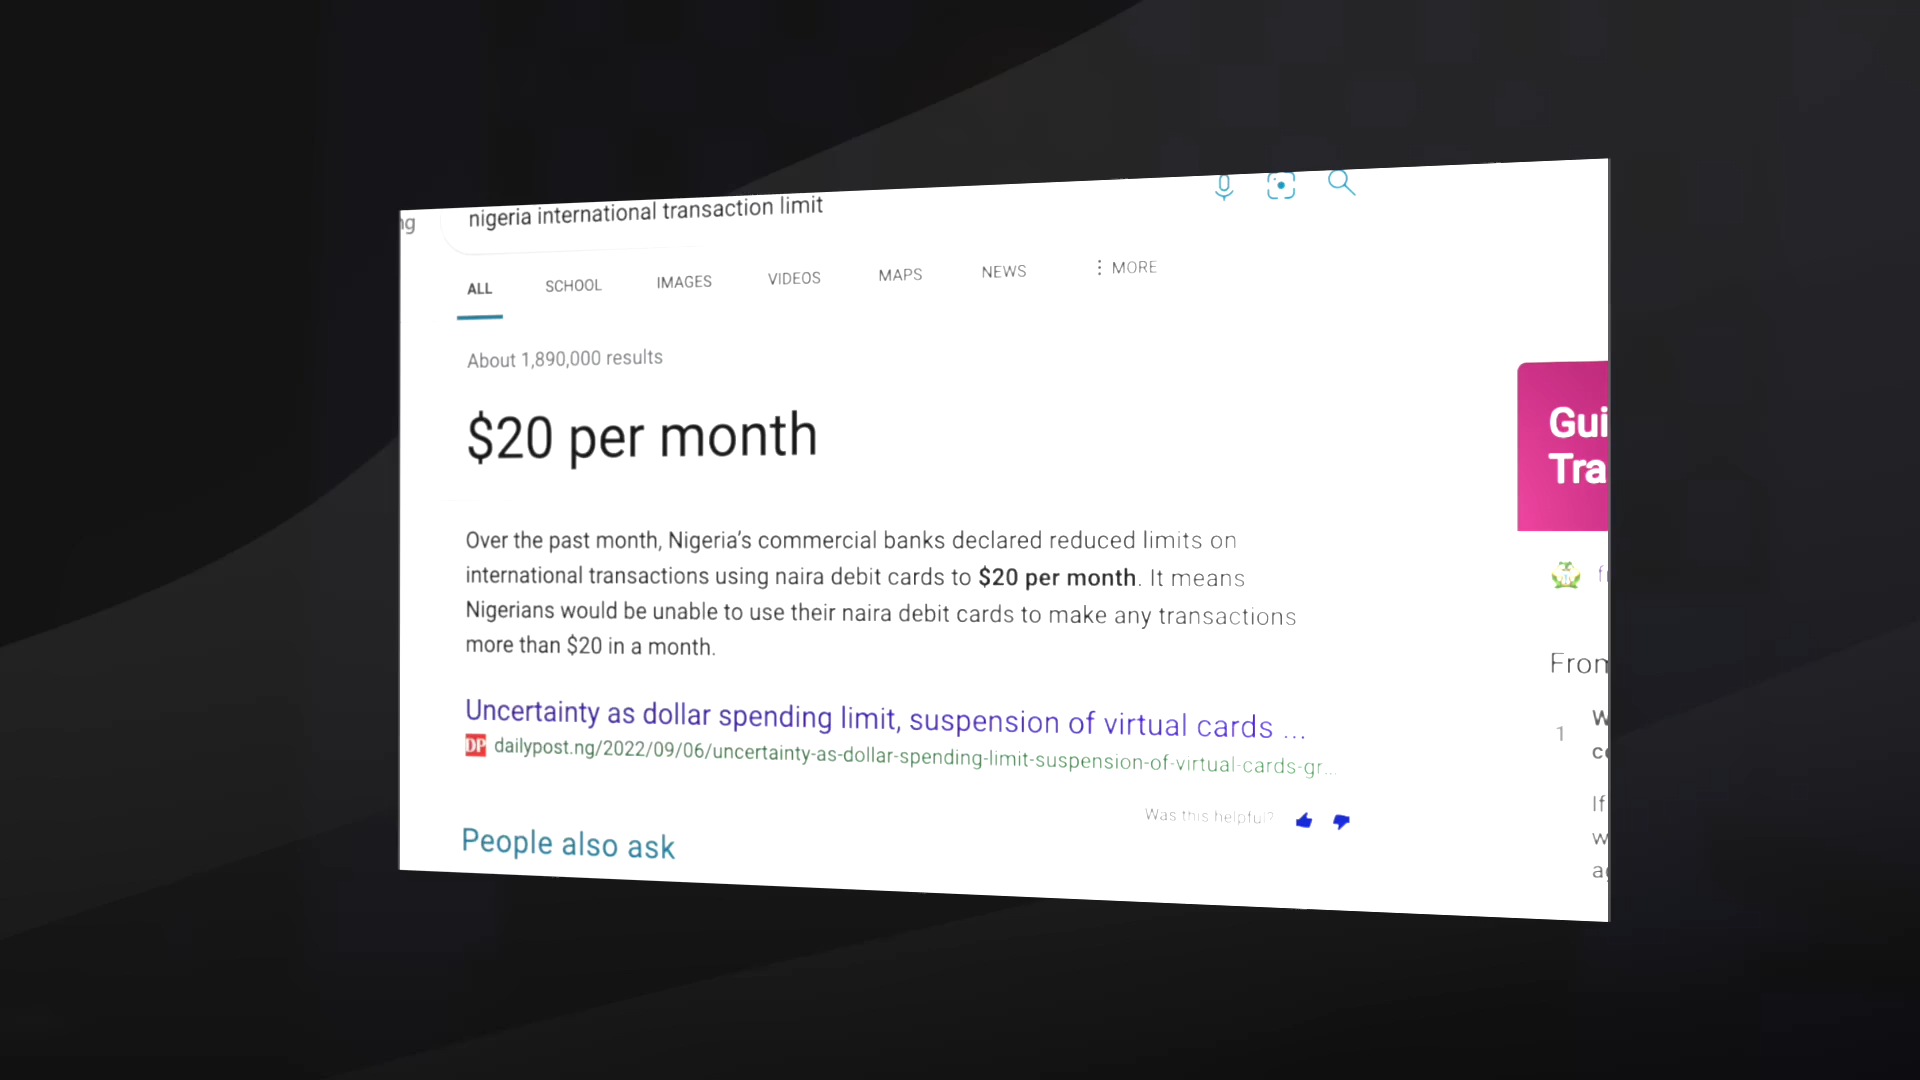 ng
nigeria international transaction limit
ALL SCHOOL IMAGES VIDEOS MAPS NEWS ⋮ MORE
About 1,890,000 results
$20 per month
Over the past month, Nigeria’s commercial banks declared reduced limits on
international transactions using naira debit cards to $20 per month. It means
Nigerians would be unable to use their naira debit cards to make any transactions
more than $20 in a month.
Uncertainty as dollar spending limit, suspension of virtual cards ...
DP dailypost.ng/2022/09/06/uncertainty-as-dollar-spending-limit-suspension-of-virtual-cards-gr...
Was this helpful?
People also ask
Gui
Tra
From
1
If